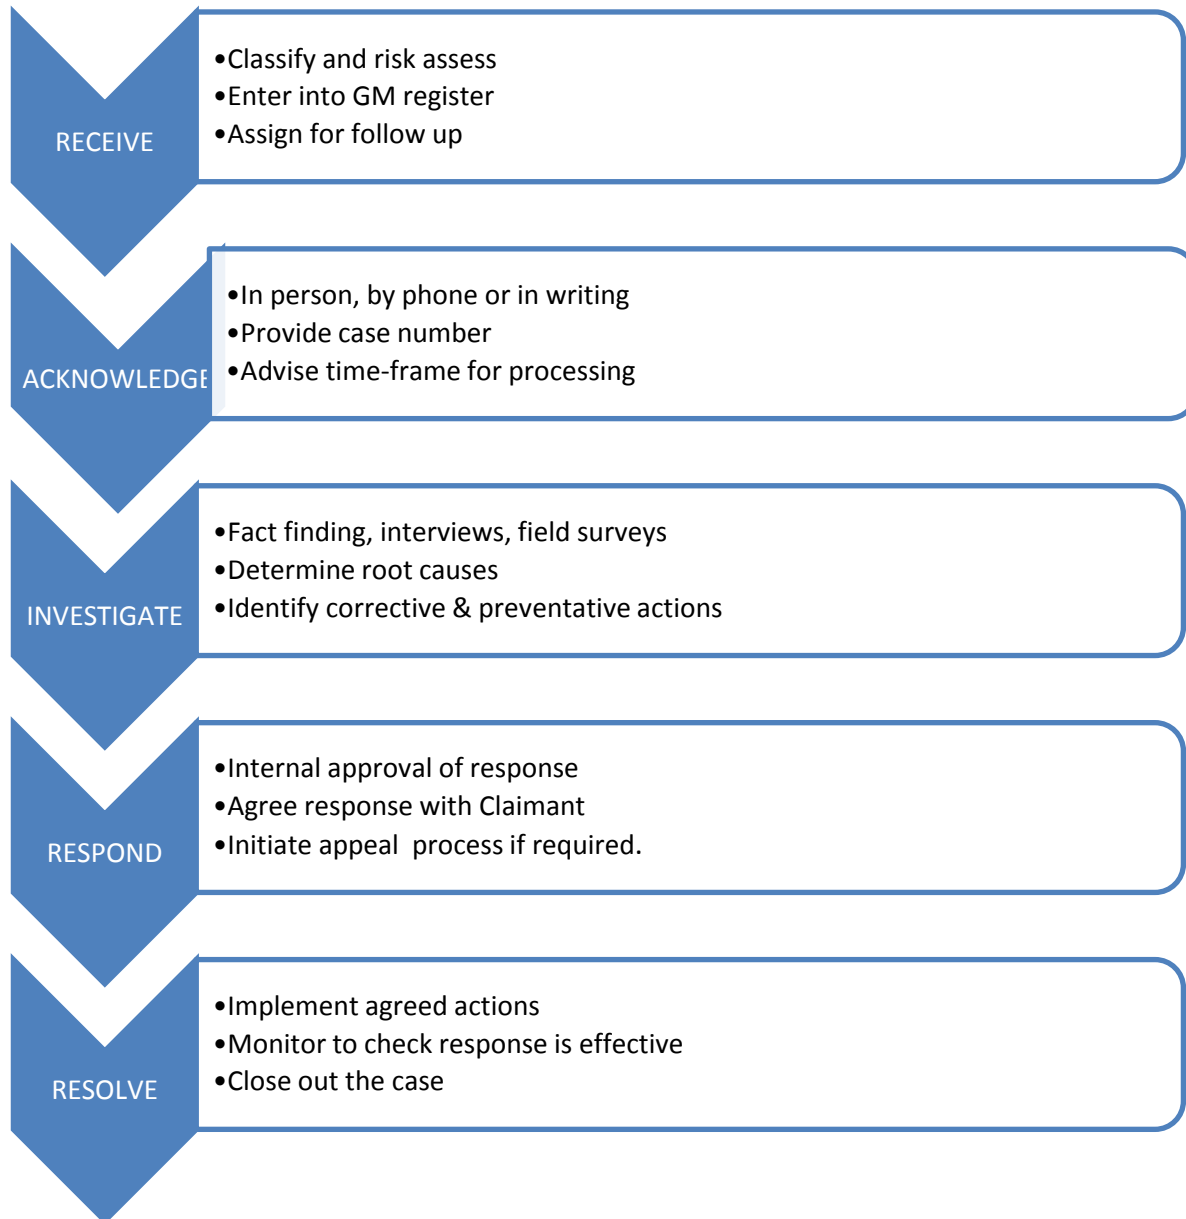 RECEIVE
•Classify and risk assess
•Enter into GM register
•Assign for follow up
ACKNOWLEDGE
•In person, by phone or in writing
•Provide case number
•Advise time-frame for processing
INVESTIGATE
•Fact finding, interviews, field surveys
•Determine root causes
•Identify corrective & preventative actions
RESPOND
•Internal approval of response
•Agree response with Claimant
•Initiate appeal  process if required.
RESOLVE
•Implement agreed actions
•Monitor to check response is effective
•Close out the case